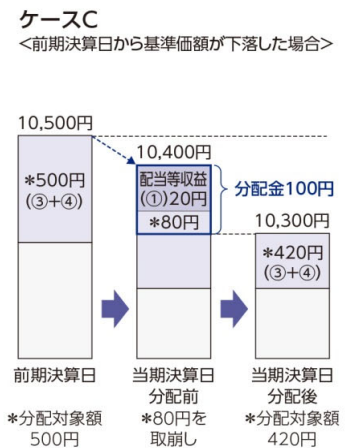 ケースC
<前期決算日から基準価額が下落した場合>
10,500円
10,400円
*500円
(③+④)
配当等収益
(①)20円
*80円
分配金100円
10,300円
*420円
(③+④)
前期決算日
当期決算日
分配前
当期決算日
分配後
*分配対象額
500円
*80円を
取崩し
*分配対象額
420円